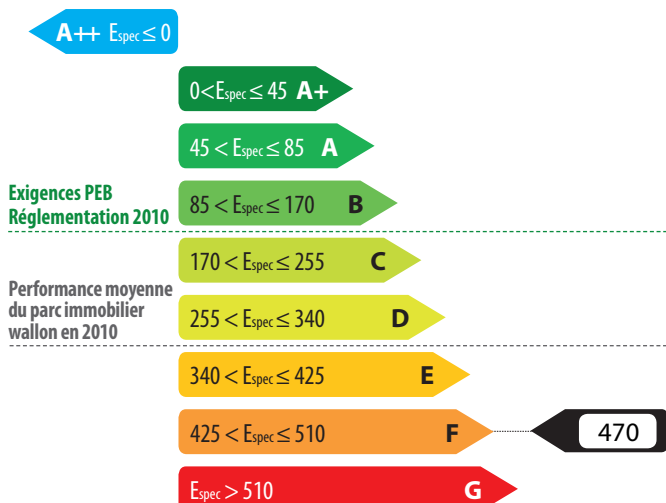 A++ Espec ≤ 0
0<Espec ≤ 45 A+
45 < Espec ≤ 85 A
Exigences PEB
Réglementation 2010
85 < Espec ≤ 170 B
170 < Espec ≤ 255 C
Performance moyenne
du parc immobilier
wallon en 2010
255 < Espec ≤ 340 D
340 < Espec ≤ 425 E
425 < Espec ≤ 510 F
470
Espec > 510 G